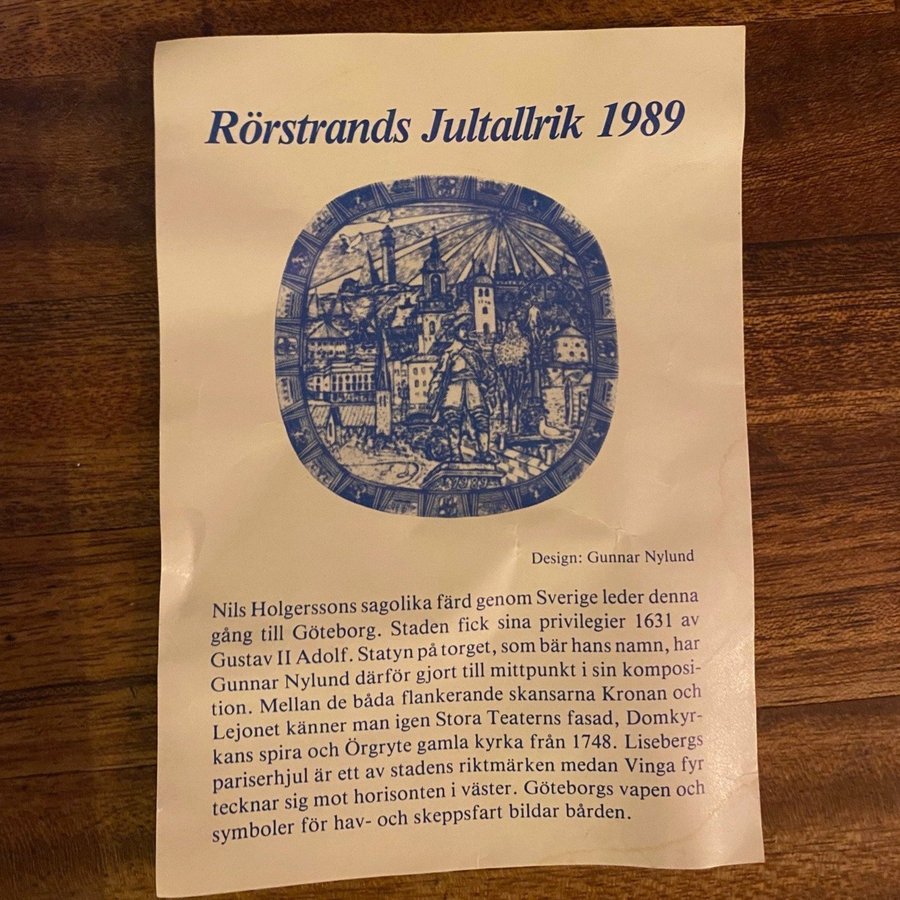 Rörstrands Jultallrik 1989
Design: Gunnar Nylund
Nils Holgerssons sagolika färd genom Sverige leder denna
gång till Göteborg. Staden fick sina privilegier 1631 av
Gustav II Adolf. Statyn på torget, som bär hans namn, har
Gunnar Nylund därför gjort till mittpunkt i sin komposi-
tion. Mellan de båda flankerande skansarna Kronan och
Lejonet känner man igen Stora Teaterns fasad, Domkyr-
kans spira och Örgryte gamla kyrka från 1748. Lisebergs
pariserhjul är ett av stadens riktmärken medan Vinga fyr
tecknar sig mot horisonten i väster. Göteborgs vapen och
symboler för hav- och skeppsfart bildar bården.